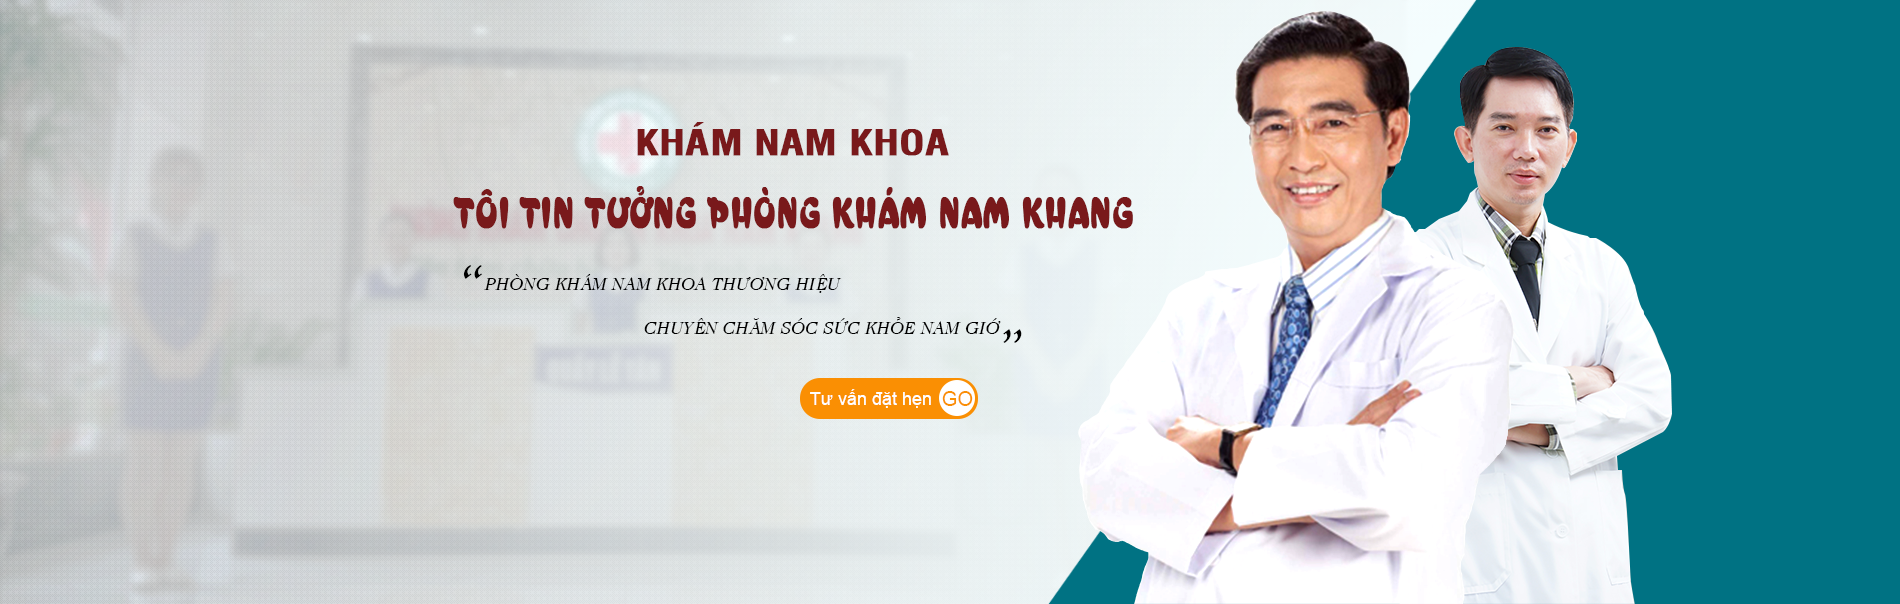 KHÁM NAM KHOA
TÔI TIN TƯỞNG PHÒNG KHÁM NAM KHANG
“PHÒNG KHÁM NAM KHOA THƯƠNG HIỆU
CHUYÊN CHĂM SÓC SỨC KHỎE NAM GIỚ”
Tư vấn đặt hẹn GO